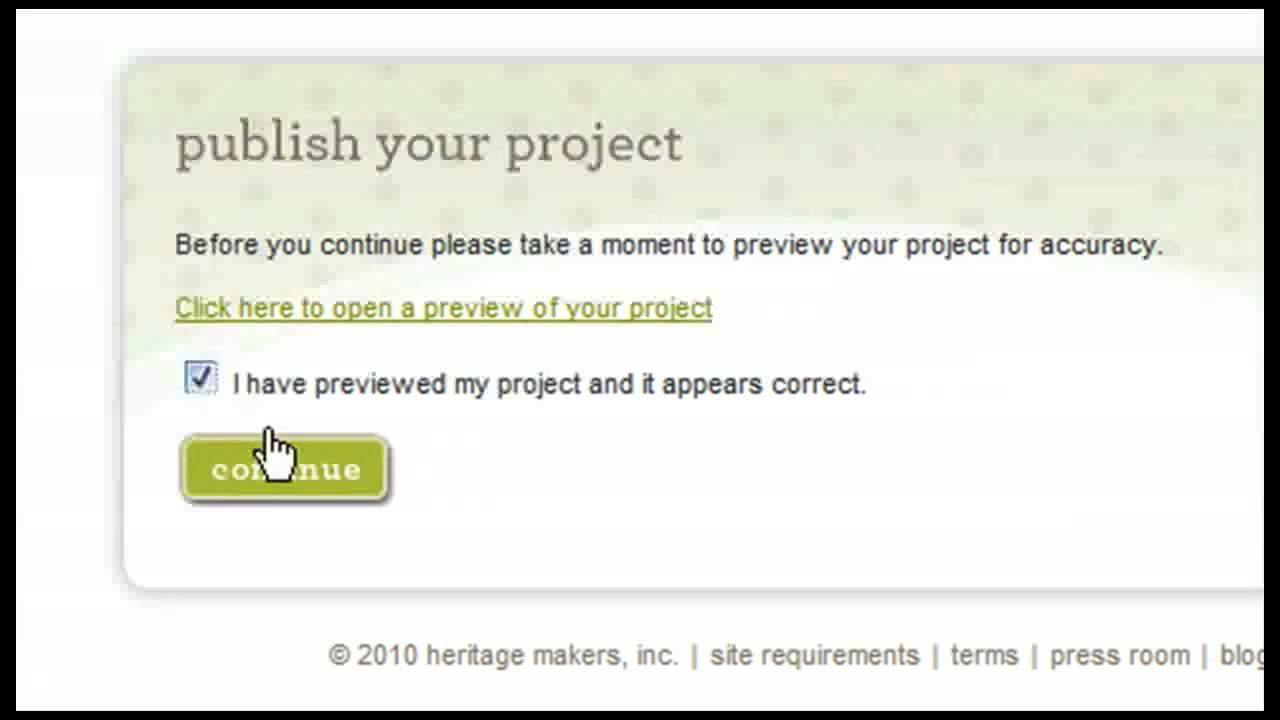 publish your project
Before you continue please take a moment to preview your project for accuracy.
Click here to open a preview of your project
I have previewed my project and it appears correct.
continue
© 2010 heritage makers, inc. | site requirements | terms | press room | blog